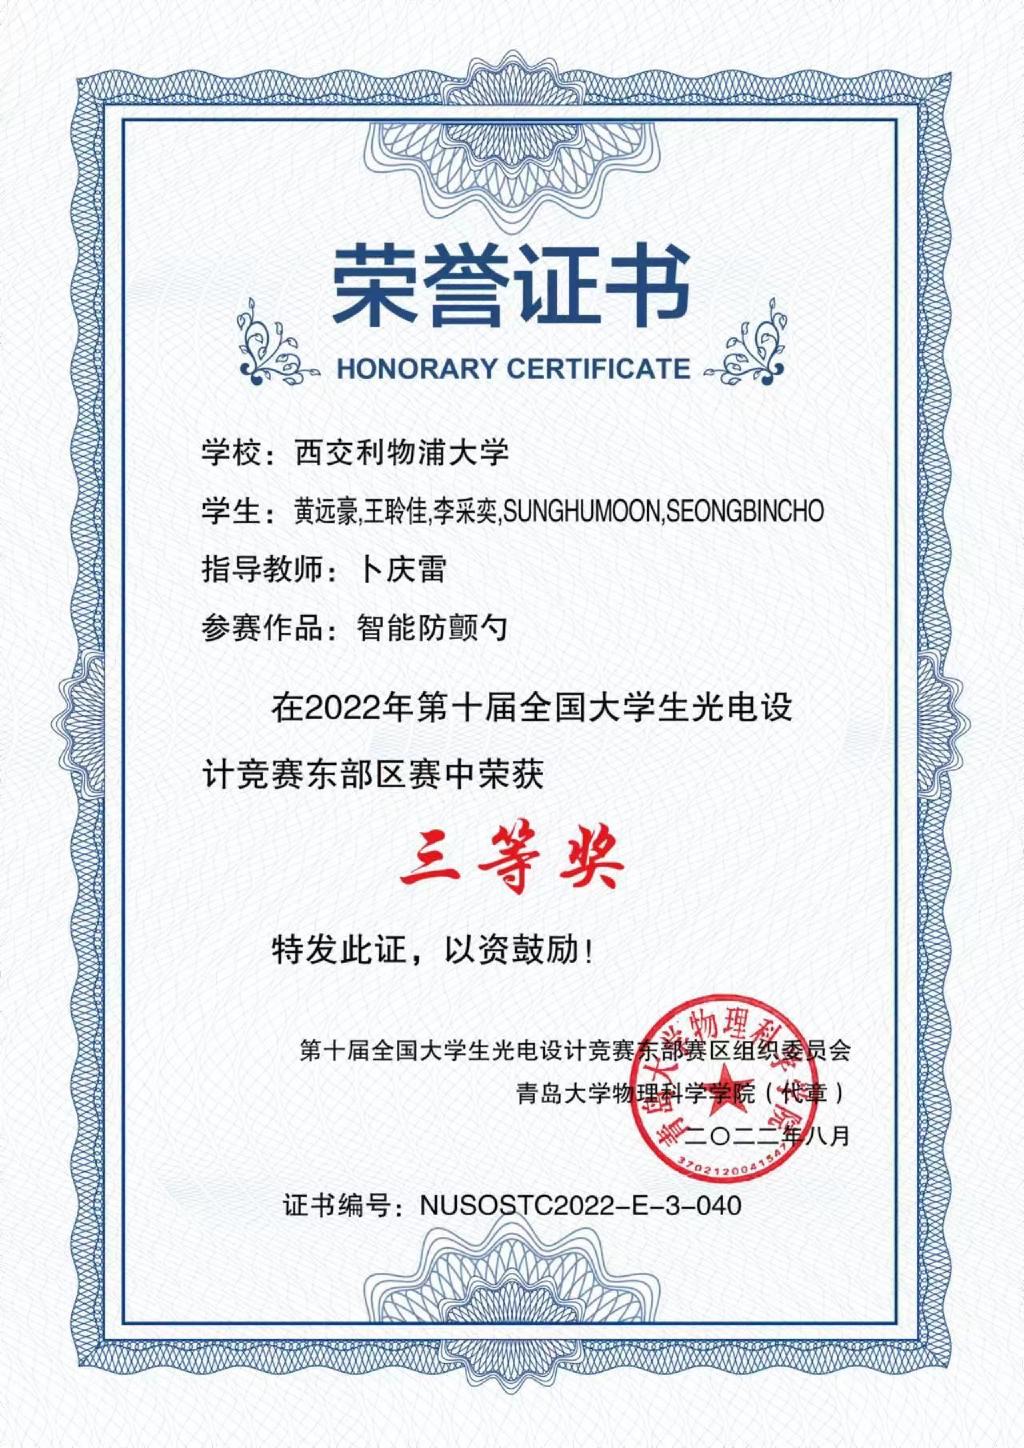 荣誉证书
HONORARY CERTIFICATE
学校：西交利物浦大学
学生：黄远豪,王聆佳,李采奕,SUNGHUMOON,SEONGBINCHO
指导教师：卜庆雷
参赛作品：智能防颤勺
在2022年第十届全国大学生光电设
计竞赛东部区赛中荣获
三等奖
特发此证，以资鼓励！
第十届全国大学生光电设计竞赛东部赛区组织委员会
青岛大学物理科学学院（代章）
二〇二二年八月
青岛大学物理科学学院
证书编号：NUSOSTC2022-E-3-040